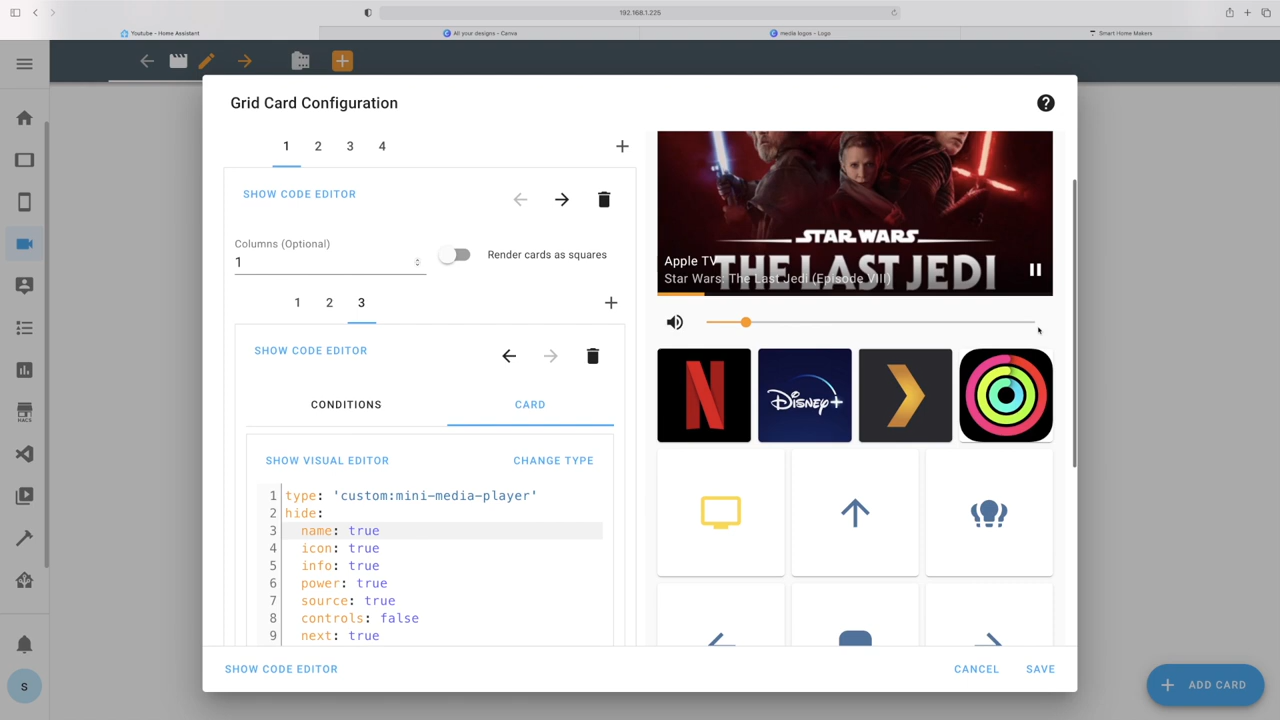 192.168.1.225
Youtube - Home Assistant
All your designs - Canva
media logos - Logo
Smart Home Makers
Grid Card Configuration
1 2 3 4
SHOW CODE EDITOR
Columns (Optional)
1
Render cards as squares
1 2 3
SHOW CODE EDITOR
CONDITIONS
CARD
SHOW VISUAL EDITOR
CHANGE TYPE
1 type: 'custom:mini-media-player'
2 hide:
3 name: true
4 icon: true
5 info: true
6 power: true
7 source: true
8 controls: false
9 next: true
STAR WARS
THE LAST JEDI
Apple TV
Star Wars: The Last Jedi (Episode VIII)
N
Disney+
HACS
S
SHOW CODE EDITOR
CANCEL
SAVE
ADD CARD